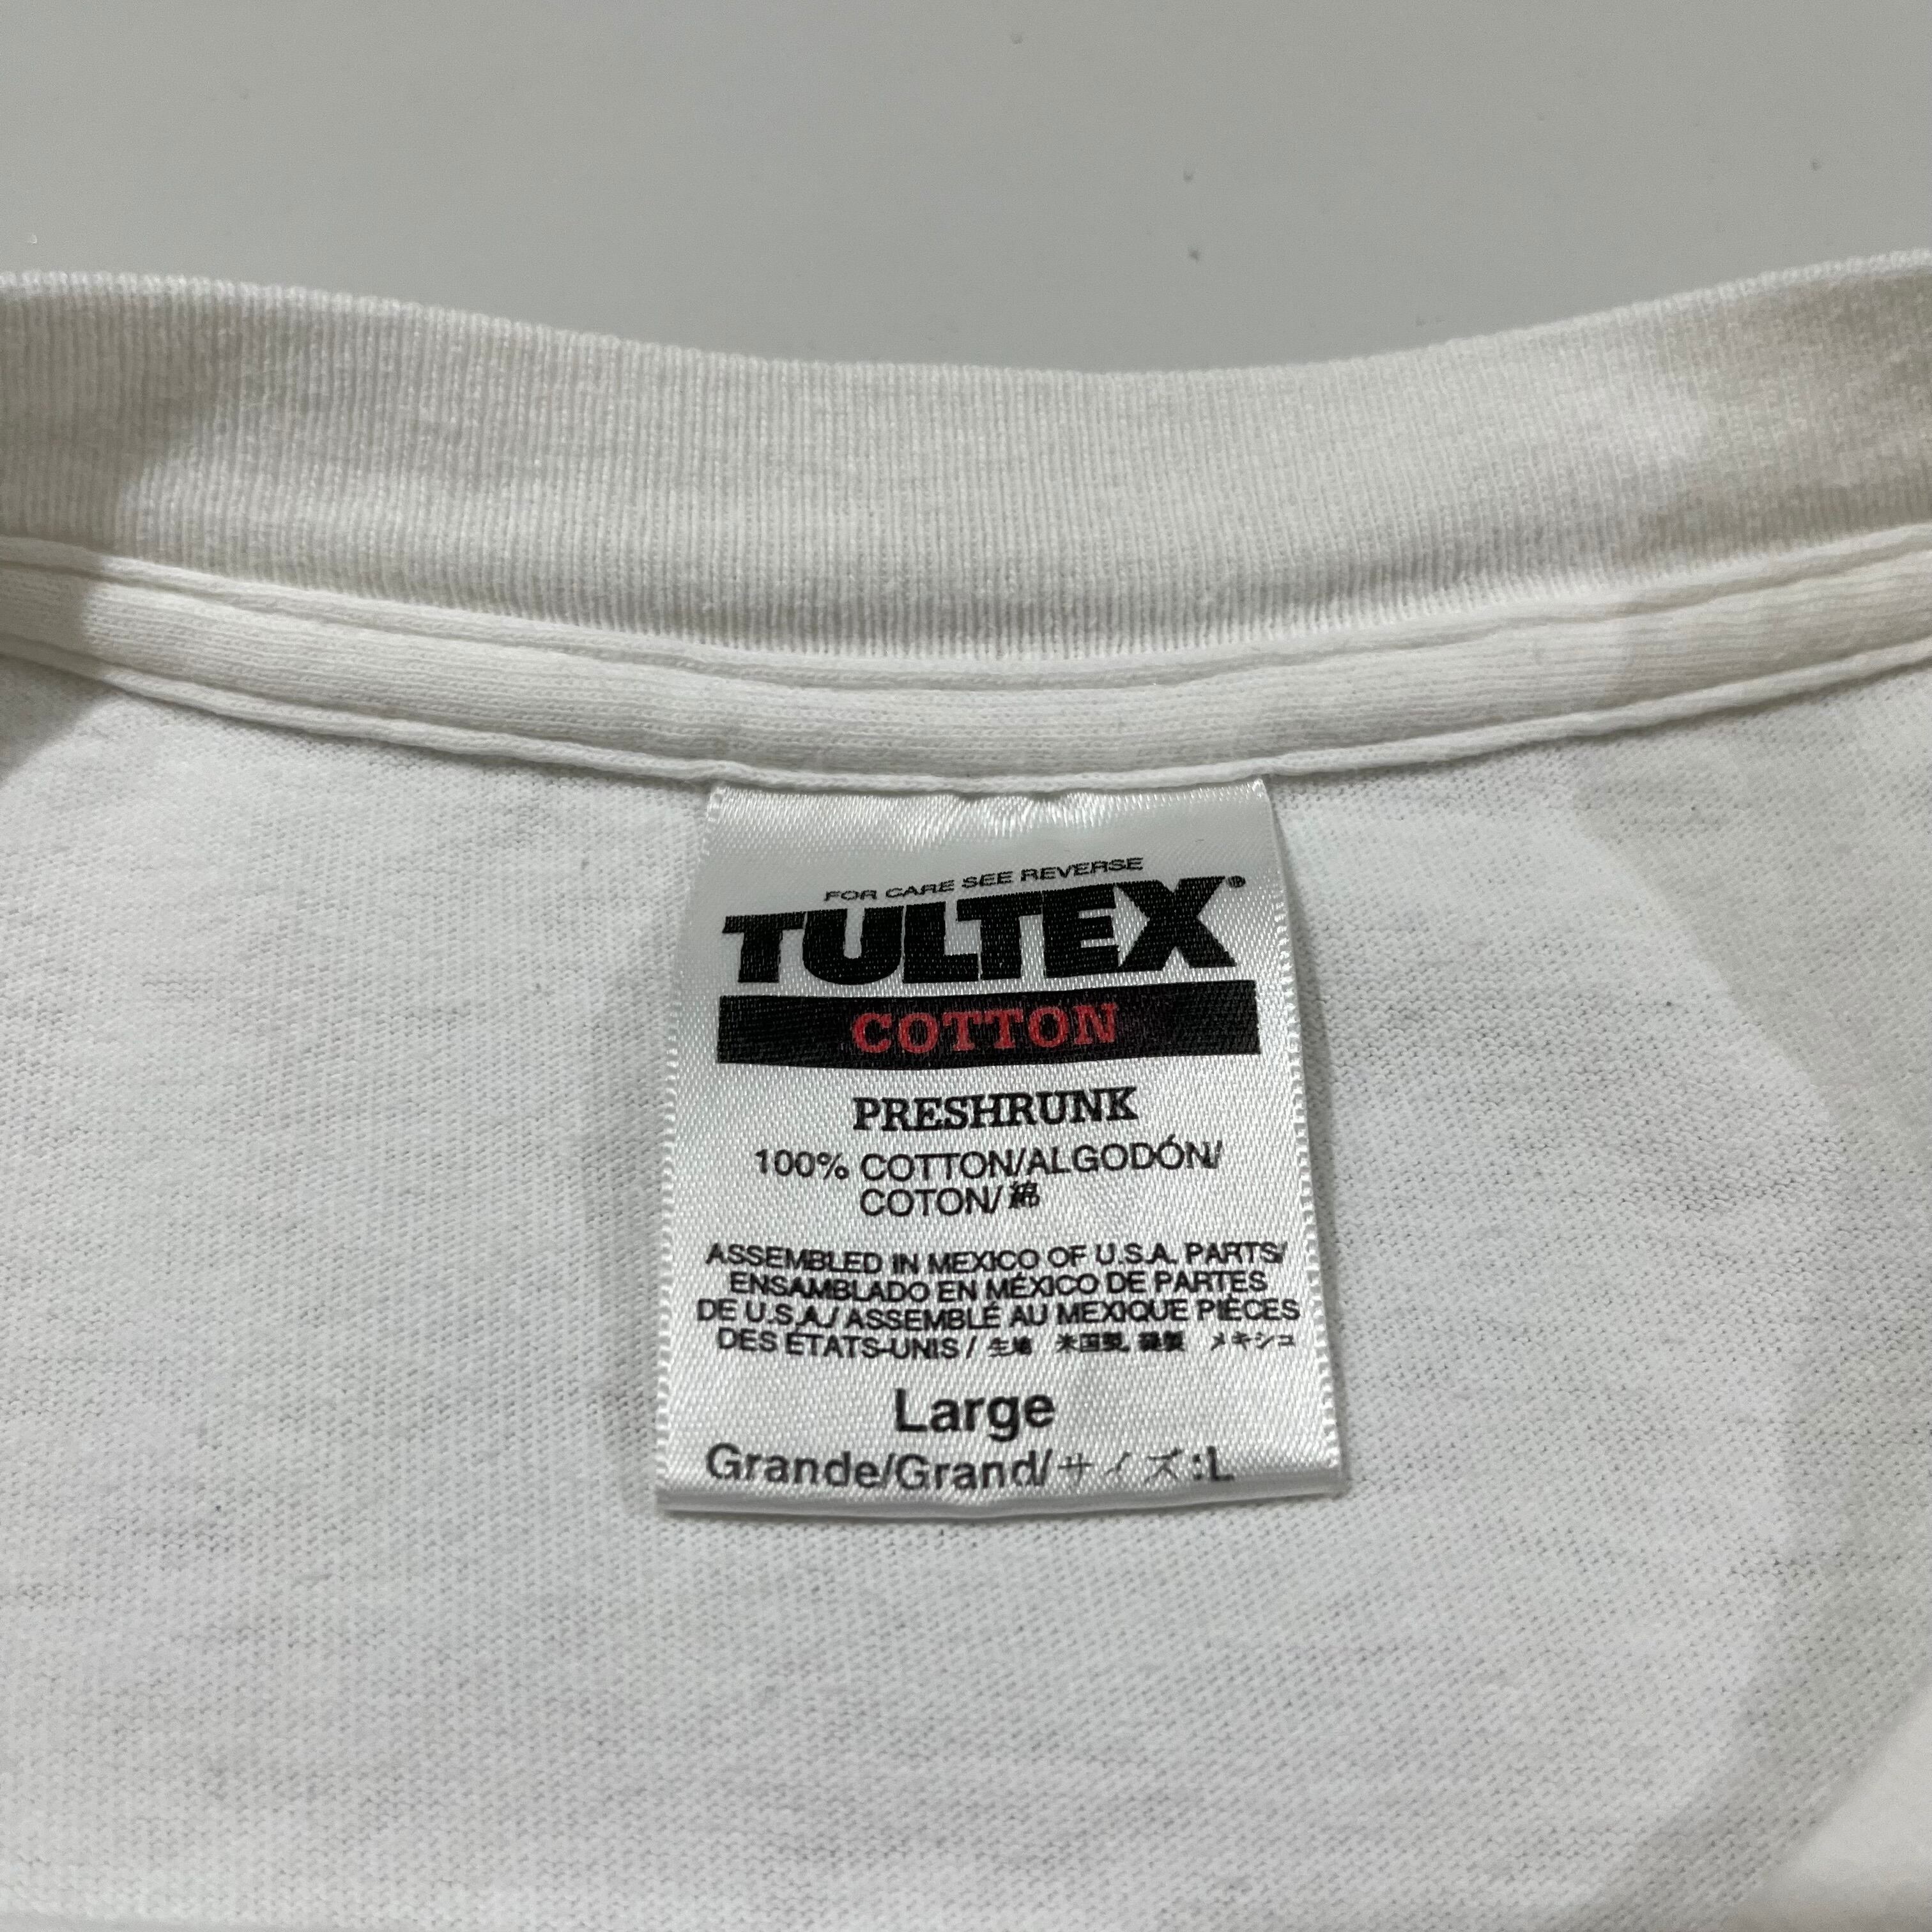 FOR CARE SEE REVERSE
TULTEX®
COTTON
PRESHRUNK
100% COTTON/ALGODÓN/
COTON/綿
ASSEMBLED IN MEXICO OF U.S.A. PARTS/
ENSAMBLADO EN MÉXICO DE PARTES
DE U.S.A./ASSEMBLÉ AU MEXIQUE PIÈCES
DES ÉTATS-UNIS / 生地 米国製, 縫製 メキシコ
Large
Grande/Grand/サイズ:L